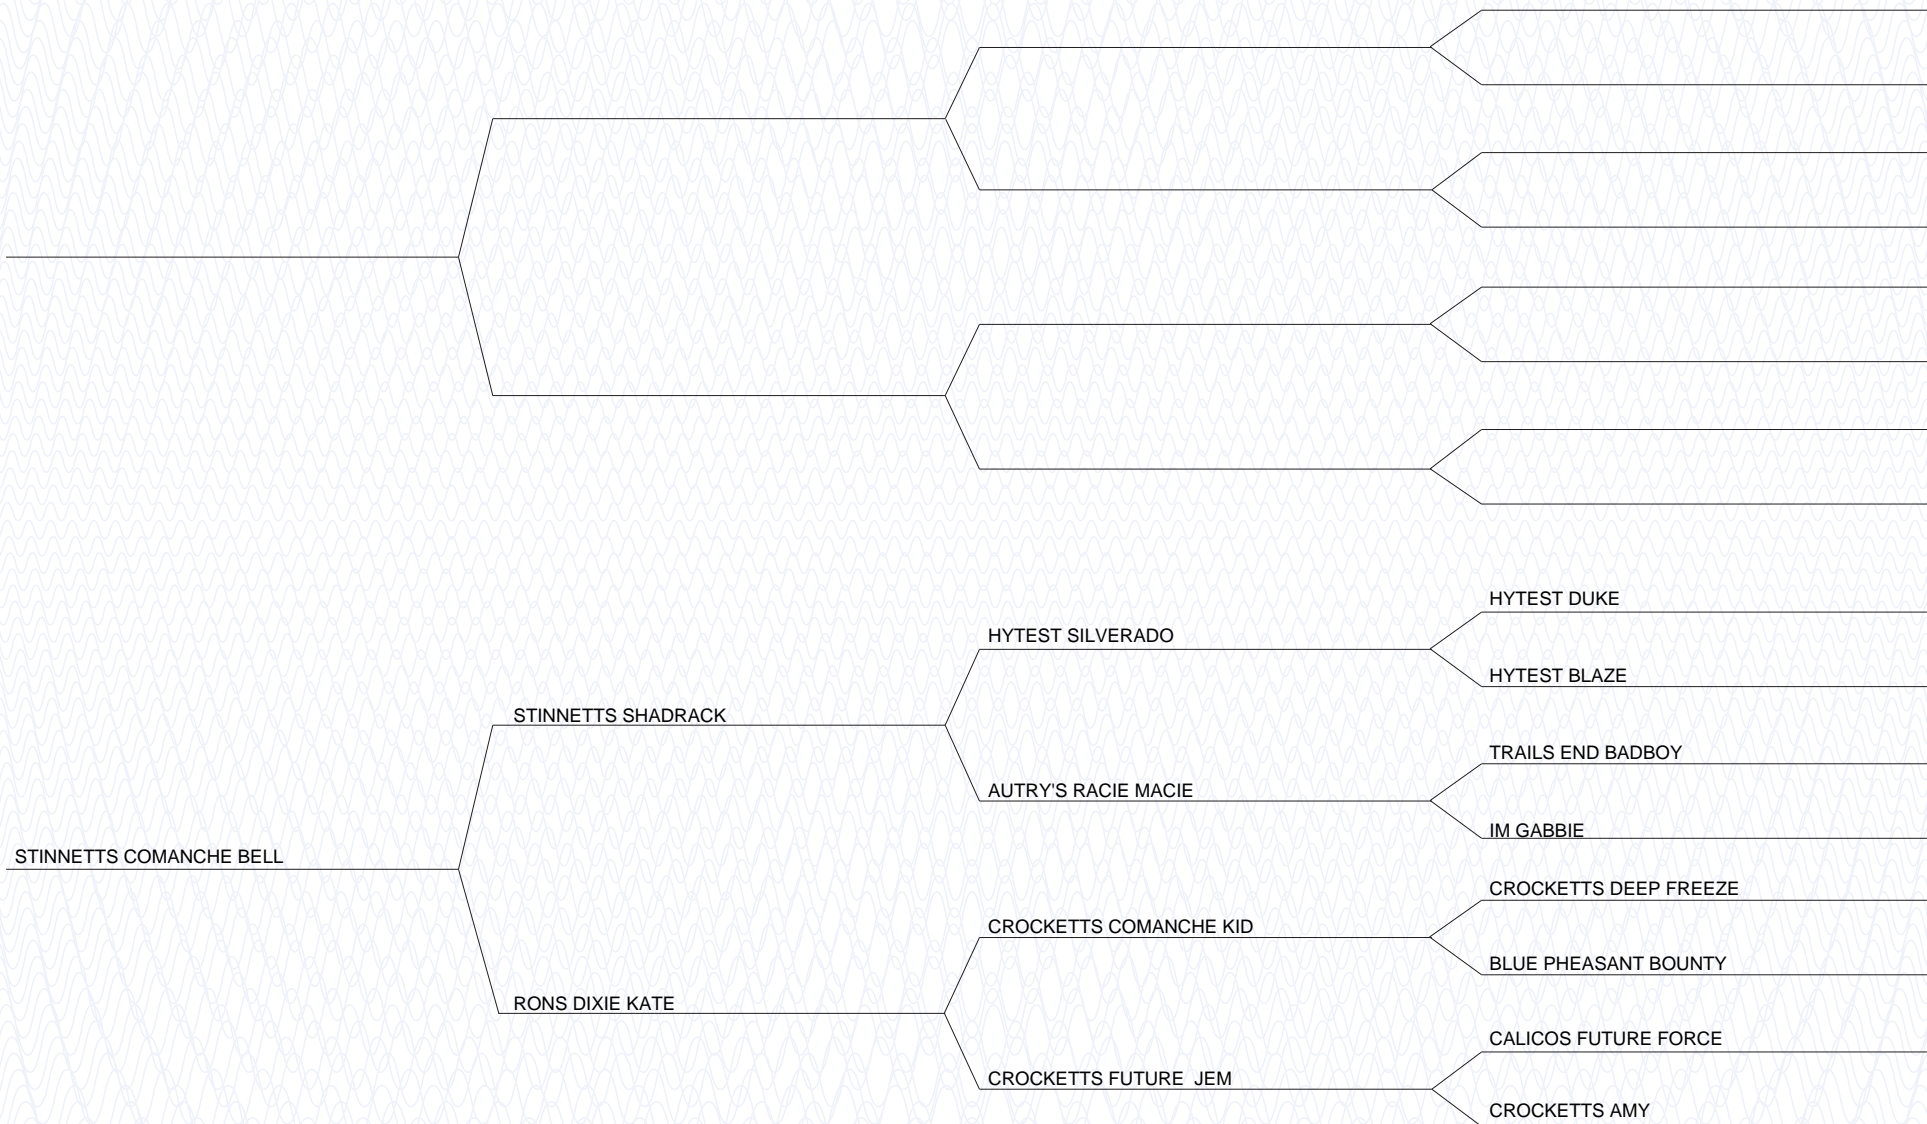 HYTEST DUKE
HYTEST SILVERADO
HYTEST BLAZE
STINNETTS SHADRACK
TRAILS END BADBOY
AUTRY'S RACIE MACIE
IM GABBIE
STINNETTS COMANCHE BELL
CROCKETTS DEEP FREEZE
CROCKETTS COMANCHE KID
BLUE PHEASANT BOUNTY
RONS DIXIE KATE
CALICOS FUTURE FORCE
CROCKETTS FUTURE  JEM
CROCKETTS AMY